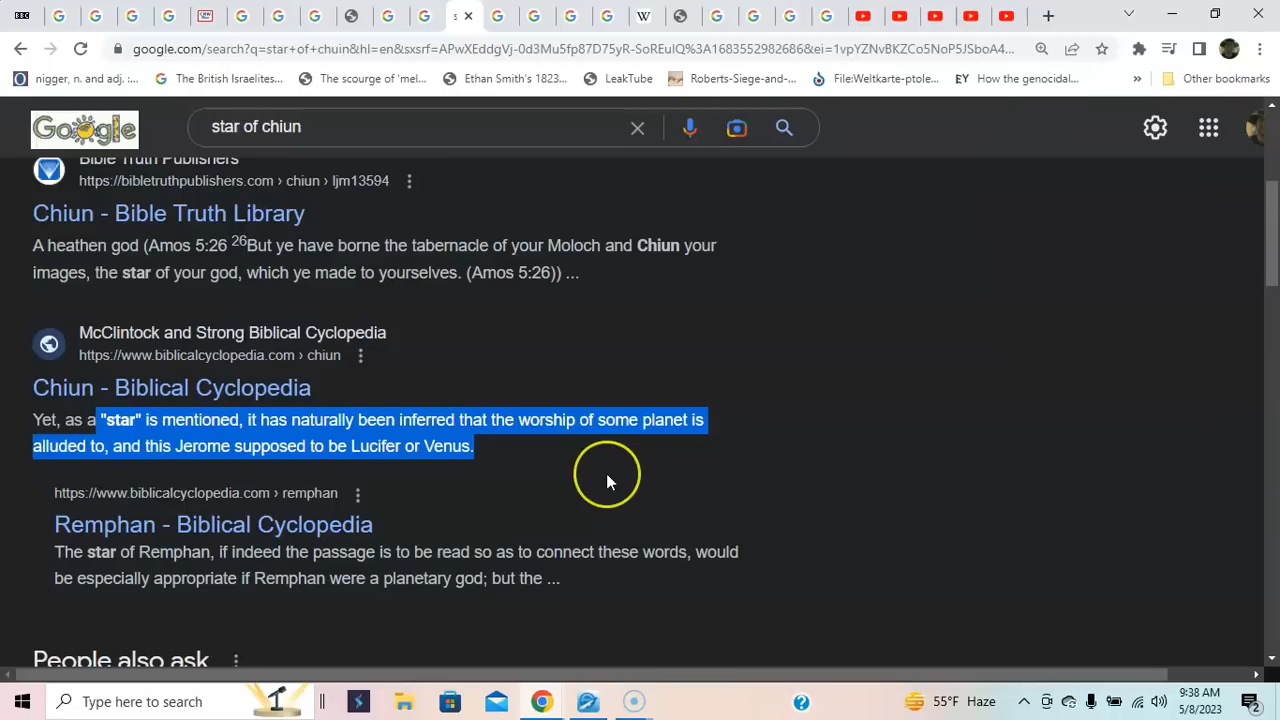 BBC
google.com/search?q=star+of+chuin&hl=en&sxsrf=APwXEddgVj-
nigger, n. and adj. :...
The British Israelites...
The scourge of 'mel...
Ethan Smith's 1823...
LeakTube
Roberts-Siege-and-...
File:Weltkarte-ptole...
EY
How the genocidal...
»
Other bookmarks
Google
star of chiun
Bible Truth Publishers
https://bibletruthpublishers.com › chiun › ljm13594
Chiun - Bible Truth Library
A heathen god (Amos 5:26 26But ye have borne the tabernacle of your Moloch and Chiun your
images, the star of your god, which ye made to yourselves. (Amos 5:26)) ...
McClintock and Strong Biblical Cyclopedia
https://www.biblicalcyclopedia.com › chiun
Chiun - Biblical Cyclopedia
Yet, as a "star" is mentioned, it has naturally been inferred that the worship of some planet is
alluded to, and this Jerome supposed to be Lucifer or Venus.
https://www.biblicalcyclopedia.com › remphan
Remphan - Biblical Cyclopedia
The star of Remphan, if indeed the passage is to be read so as to connect these words, would
be especially appropriate if Remphan were a planetary god; but the ...
People also ask
Type here to search
55°F Haze
9:38 AM
5/8/2023
2